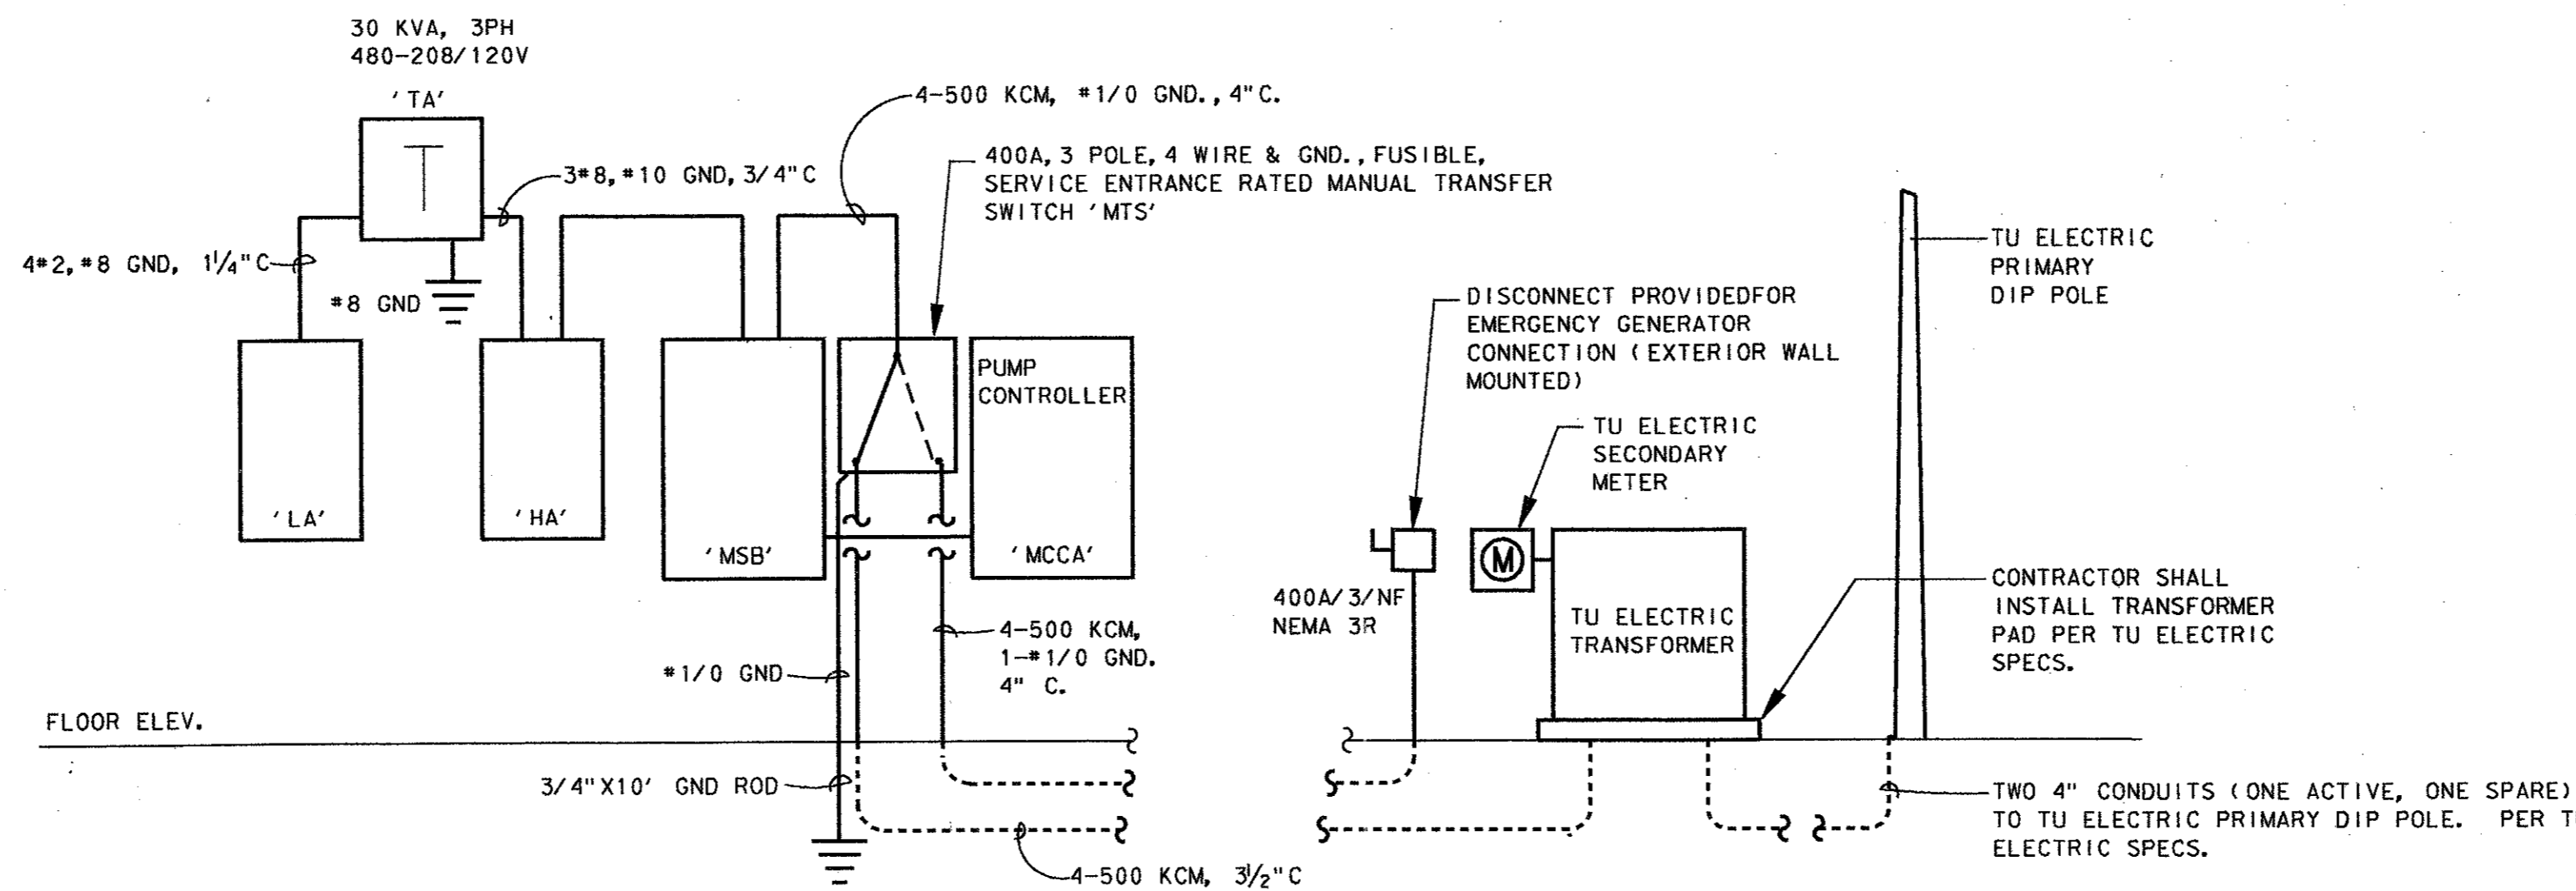 30 KVA, 3PH
480-208/120V
'TA'
T
4-500 KCM, #1/0 GND., 4"C.
3#8, #10 GND, 3/4"C
400A, 3 POLE, 4 WIRE & GND., FUSIBLE,
SERVICE ENTRANCE RATED MANUAL TRANSFER
SWITCH 'MTS'
4#2, #8 GND, 1 1/4"C
#8 GND
TU ELECTRIC
PRIMARY
DIP POLE
DISCONNECT PROVIDEDFOR
EMERGENCY GENERATOR
CONNECTION (EXTERIOR WALL
MOUNTED)
PUMP
CONTROLLER
TU ELECTRIC
SECONDARY
METER
'LA'
'HA'
'MSB'
'MCCA'
M
400A/3/NF
NEMA 3R
TU ELECTRIC
TRANSFORMER
CONTRACTOR SHALL
INSTALL TRANSFORMER
PAD PER TU ELECTRIC
SPECS.
4-500 KCM,
1-#1/0 GND.
4" C.
#1/0 GND
FLOOR ELEV.
3/4"X10' GND ROD
TWO 4" CONDUITS (ONE ACTIVE, ONE SPARE)
TO TU ELECTRIC PRIMARY DIP POLE. PER
ELECTRIC SPECS.
4-500 KCM, 3 1/2"C